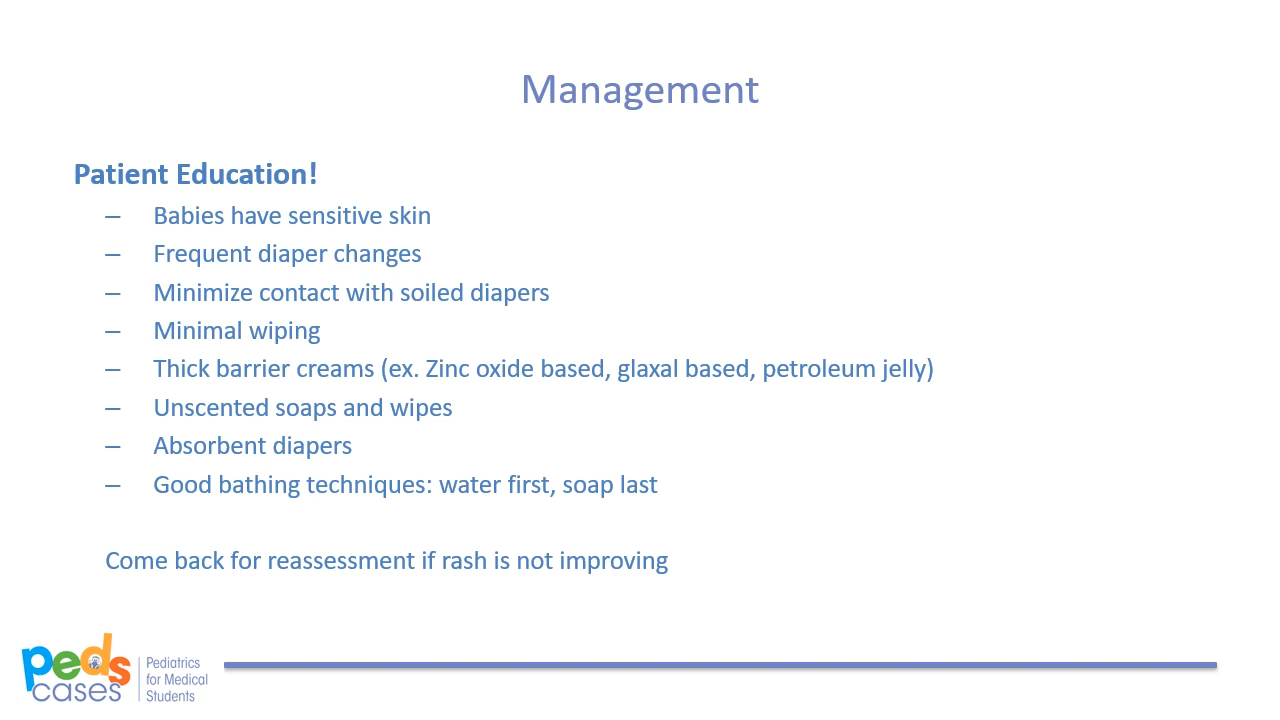 Management
Patient Education!
– Babies have sensitive skin
– Frequent diaper changes
– Minimize contact with soiled diapers
– Minimal wiping
– Thick barrier creams (ex. Zinc oxide based, glaxal based, petroleum jelly)
– Unscented soaps and wipes
– Absorbent diapers
– Good bathing techniques: water first, soap last
Come back for reassessment if rash is not improving
peds
cases
Pediatrics
for Medical
Students